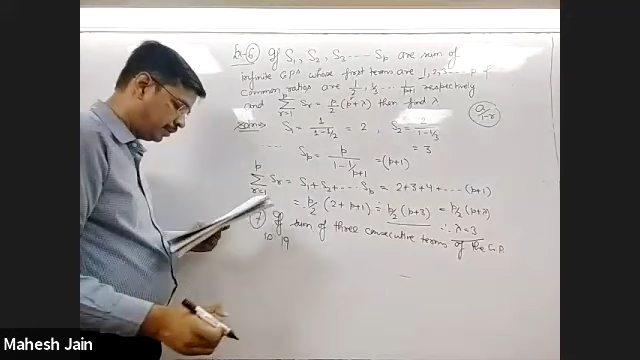 Ex-6 If S₁, S₂, S₃.... Sp are sum of
infinite GPs whose first terms are 1, 2, 3.... p &
common ratios are 1/2, 1/3 ... 1/(p+1) respectively
and ∑_{r=1}^{p} Sr = p/2 (p+λ) then find λ
a/(1-r)
Soln S₁ = 1/(1-1/2) = 2 , S₂ = 2/(1-1/3) = 3
.... Sp = p/(1-1/(p+1)) = (p+1)
∑_{r=1}^{p} Sr = S₁+S₂+.... Sp = 2+3+4+....(p+1)
= p/2 (2+p+1) = p/2 (p+3) = p/2 (p+λ)
∴ λ=3
7 If sum of three consecutive terms of the G.P.
19
Mahesh Jain